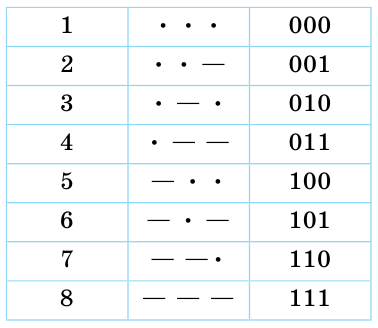 1 · · · 000
2 · · — 001
3 · — · 010
4 · — — 011
5 — · · 100
6 — · — 101
7 — — · 110
8 — — — 111